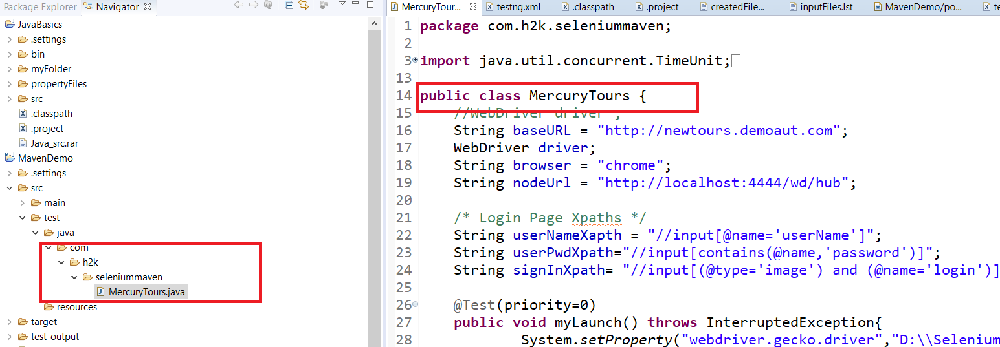 Package Explorer Navigator
JavaBasics
.settings
bin
myFolder
propertyFiles
src
.classpath
.project
Java_src.rar
MavenDemo
.settings
src
main
test
java
com
h2k
seleniummaven
MercuryTours.java
resources
target
test-output
MercuryTour... testng.xml .classpath .project createdFile... inputFiles.lst MavenDemo/po... te
1 package com.h2k.seleniummaven;
2
3 import java.util.concurrent.TimeUnit;
13
14 public class MercuryTours {
15 //WebDriver driver ;
16 String baseURL = "http://newtours.demoaut.com";
17 WebDriver driver;
18 String browser = "chrome";
19 String nodeUrl = "http://localhost:4444/wd/hub";
20
21 /* Login Page Xpaths */
22 String userNameXapth = "//input[@name='userName']";
23 String userPwdXpath="//input[contains(@name,'password')]";
24 String signInXpath= "//input[(@type='image') and (@name='login')]
25
26 @Test(priority=0)
27 public void myLaunch() throws InterruptedException{
28 System.setProperty("webdriver.gecko.driver","D:\\Selenium